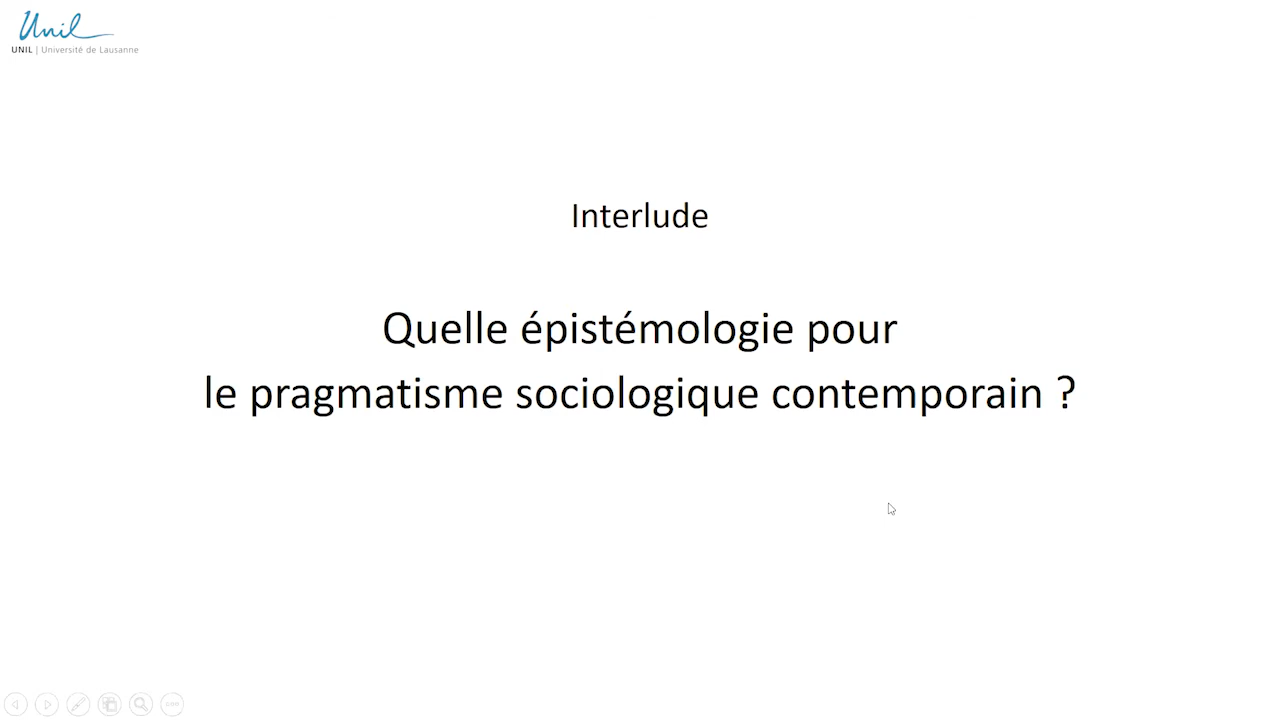 Unil
UNIL | Université de Lausanne
Interlude
Quelle épistémologie pour
le pragmatisme sociologique contemporain ?